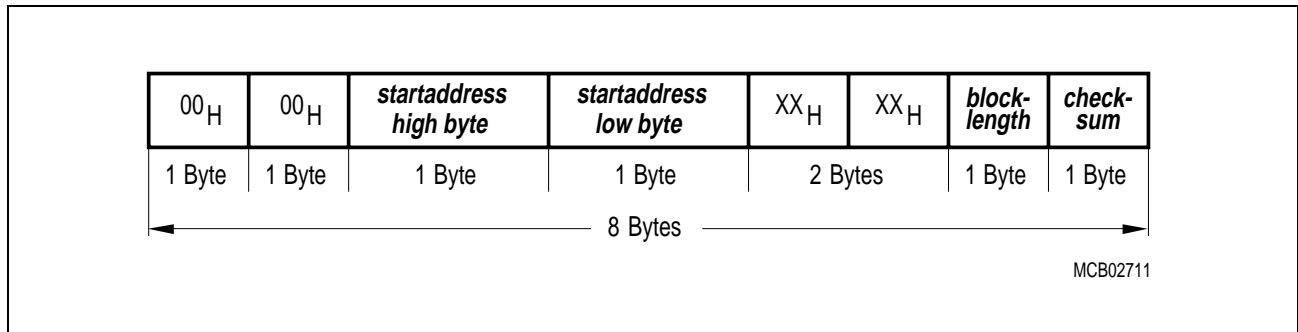 00H 00H startaddress high byte startaddress low byte XXH XXH block-length check-sum
1 Byte 1 Byte 1 Byte 1 Byte 2 Bytes 1 Byte 1 Byte
8 Bytes
MCB02711